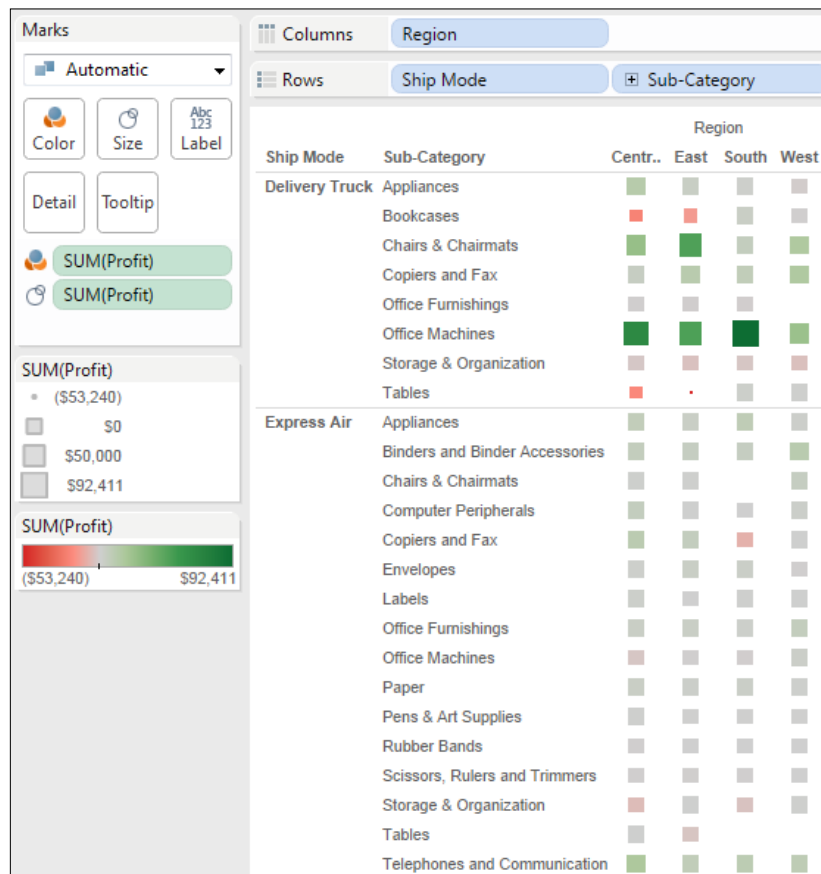 Marks
Automatic
Color
Size
Abc
123
Label
Detail
Tooltip
SUM(Profit)
SUM(Profit)
SUM(Profit)
($53,240)
$0
$50,000
$92,411
SUM(Profit)
($53,240) $92,411
Columns Region
Rows Ship Mode Sub-Category
Region
Ship Mode Sub-Category Centr.. East South West
Delivery Truck Appliances
Bookcases
Chairs & Chairmats
Copiers and Fax
Office Furnishings
Office Machines
Storage & Organization
Tables
Express Air Appliances
Binders and Binder Accessories
Chairs & Chairmats
Computer Peripherals
Copiers and Fax
Envelopes
Labels
Office Furnishings
Office Machines
Paper
Pens & Art Supplies
Rubber Bands
Scissors, Rulers and Trimmers
Storage & Organization
Tables
Telephones and Communication